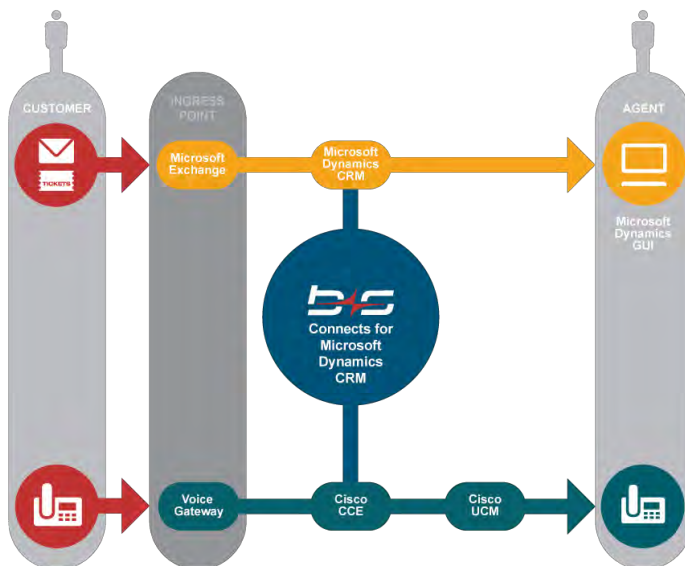 CUSTOMER
INGRESS
POINT
AGENT
TICKETS
Microsoft
Exchange
Microsoft
Dynamics
CRM
Microsoft
Dynamics
GUI
b+s
Connects for
Microsoft
Dynamics
CRM
Voice
Gateway
Cisco
CCE
Cisco
UCM